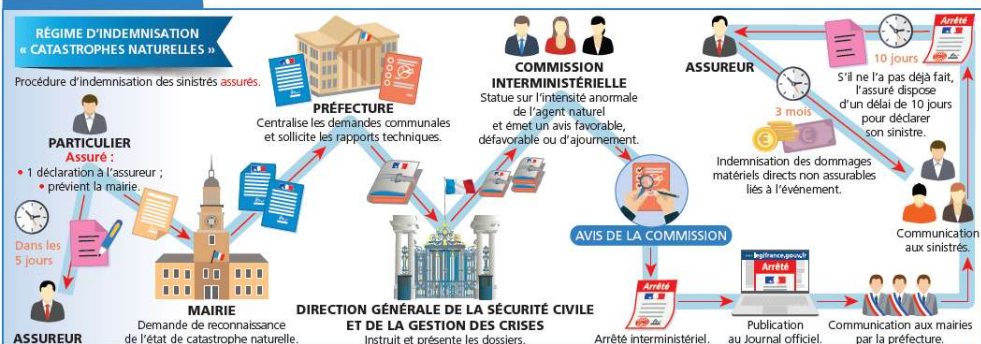 RÉGIME D'INDEMNISATION
« CATASTROPHES NATURELLES »
Procédure d'indemnisation des sinistrés assurés.
PARTICULIER
Assuré :
• 1 déclaration à l'assureur ;
• prévient la mairie.
Dans les
5 jours
ASSUREUR
MAIRIE
Demande de reconnaissance
de l'état de catastrophe naturelle.
PRÉFECTURE
Centralise les demandes communales
et sollicite les rapports techniques.
DIRECTION GÉNÉRALE DE LA SÉCURITÉ CIVILE
ET DE LA GESTION DES CRISES
Instruit et présente les dossiers.
COMMISSION
INTERMINISTÉRIELLE
Statue sur l'intensité anormale
de l'agent naturel
et émet un avis favorable,
défavorable ou d'ajournement.
AVIS DE LA COMMISSION
Arrêté
Arrêté interministériel.
legifrance.gouv.fr
Arrêté
Publication
au Journal officiel.
Communication aux mairies
par la préfecture.
Arrêté
10 jours
S'il ne l'a pas déjà fait,
l'assuré dispose
d'un délai de 10 jours
pour déclarer
son sinistre.
ASSUREUR
3 mois
Indemnisation des dommages
matériels directs non assurables
liés à l'événement.
Communication
aux sinistrés.